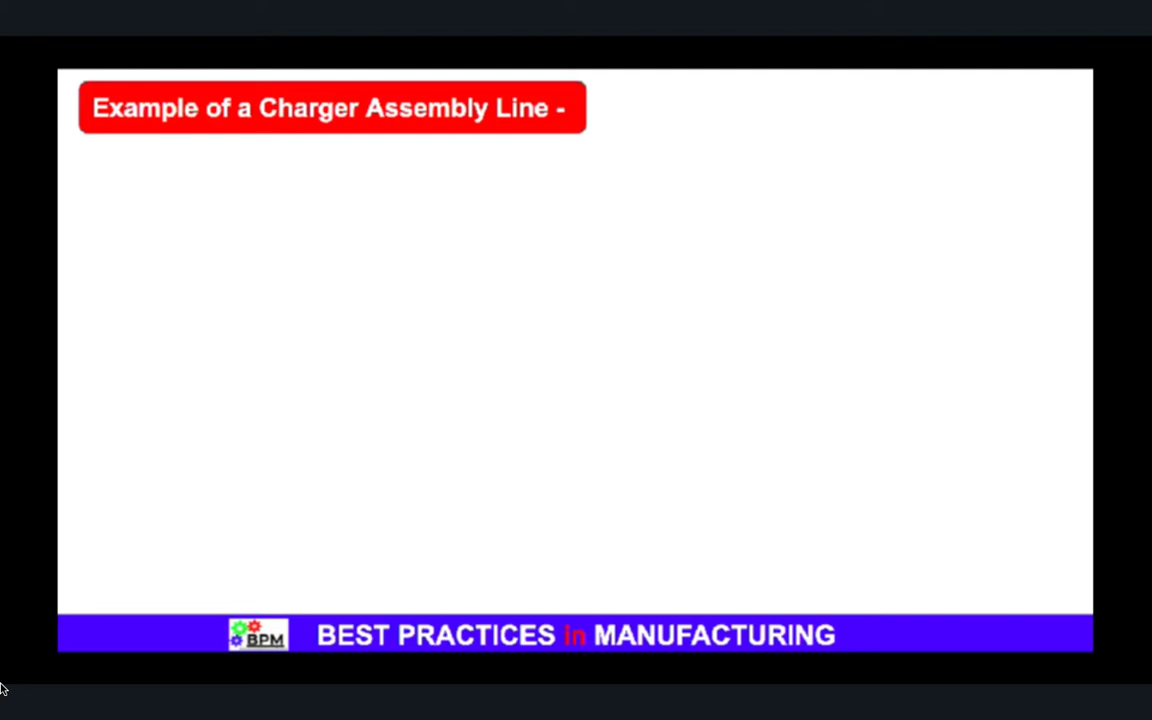 Example of a Charger Assembly Line -
BPM BEST PRACTICES in MANUFACTURING